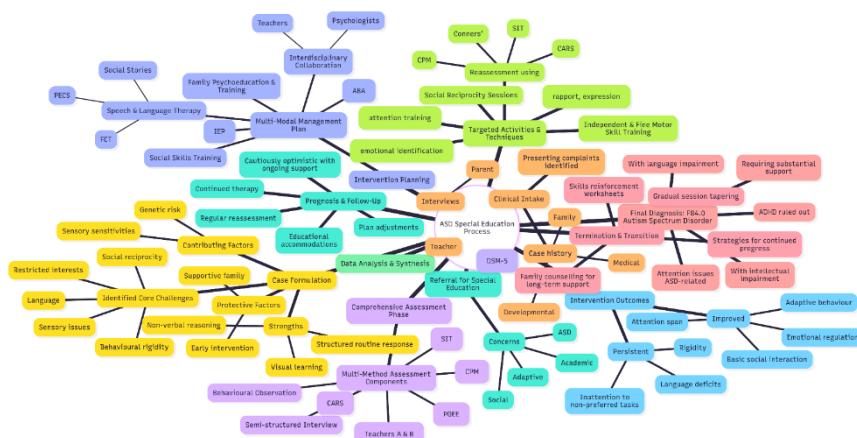 Teachers
Psychologists
Interdisciplinary
Collaboration
Social Stories
PECS
Speech & Language Therapy
FCT
Family Psychoeducation &
Training
ABA
Multi-Modal Management
Plan
IEP
Social Skills Training
Intervention Planning
Conners'
SIT
CARS
CPM
Reassessment using
Social Reciprocity Sessions
rapport, expression
attention training
Targeted Activities &
Techniques
Independent & Fine Motor
Skill Training
emotional identification
Cautiously optimistic with
ongoing support
Continued therapy
Prognosis & Follow-Up
Regular reassessment
Educational
accommodations
Plan adjustments
Parent
Interviews
Teacher
ASD Special Education
Process
Presenting complaints
identified
Clinical Intake
Family
Case history
Medical
Developmental
With language impairment
Requiring substantial
support
Skills reinforcement
worksheets
Gradual session tapering
Final Diagnosis: F84.0
Autism Spectrum Disorder
ADHD ruled out
Termination & Transition
Strategies for continued
progress
Family counselling for
long-term support
Attention issues
ASD-related
With intellectual impairment
Genetic risk
Sensory sensitivities
Contributing Factors
Social reciprocity
Restricted interests
Language
Identified Core Challenges
Sensory issues
Behavioural rigidity
Case Formulation
Supportive family
Protective Factors
Early intervention
Non-verbal reasoning
Strengths
Structured routine response
Visual learning
Data Analysis & Synthesis
DSM-5
Referral for Special
Education
Concerns
ASD
Academic
Adaptive
Social
Comprehensive Assessment
Phase
SIT
Multi-Method Assessment
Components
CPM
Behavioural Observation
CARS
PGEE
Semi-structured Interview
Teachers A & B
Intervention Outcomes
Adaptive behaviour
Attention span
Improved
Emotional regulation
Basic social interaction
Persistent
Rigidity
Language deficits
Inattention to
non-preferred tasks